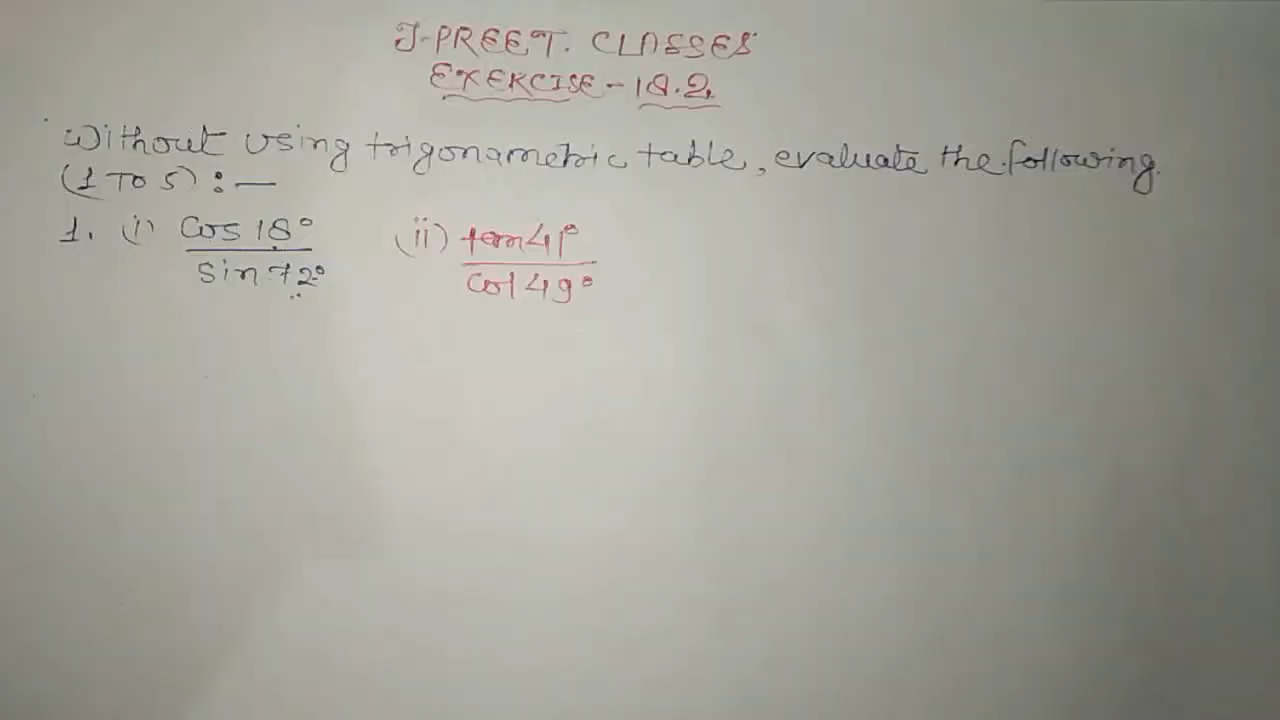 J-PREET. CLASSES
EXERCISE - 18.2
Without using trigonametric table, evaluate the following.
(1 TO 5) : —
1. (i) Cos 18° / Sin 72° (ii) tan 41° / Cot 49°